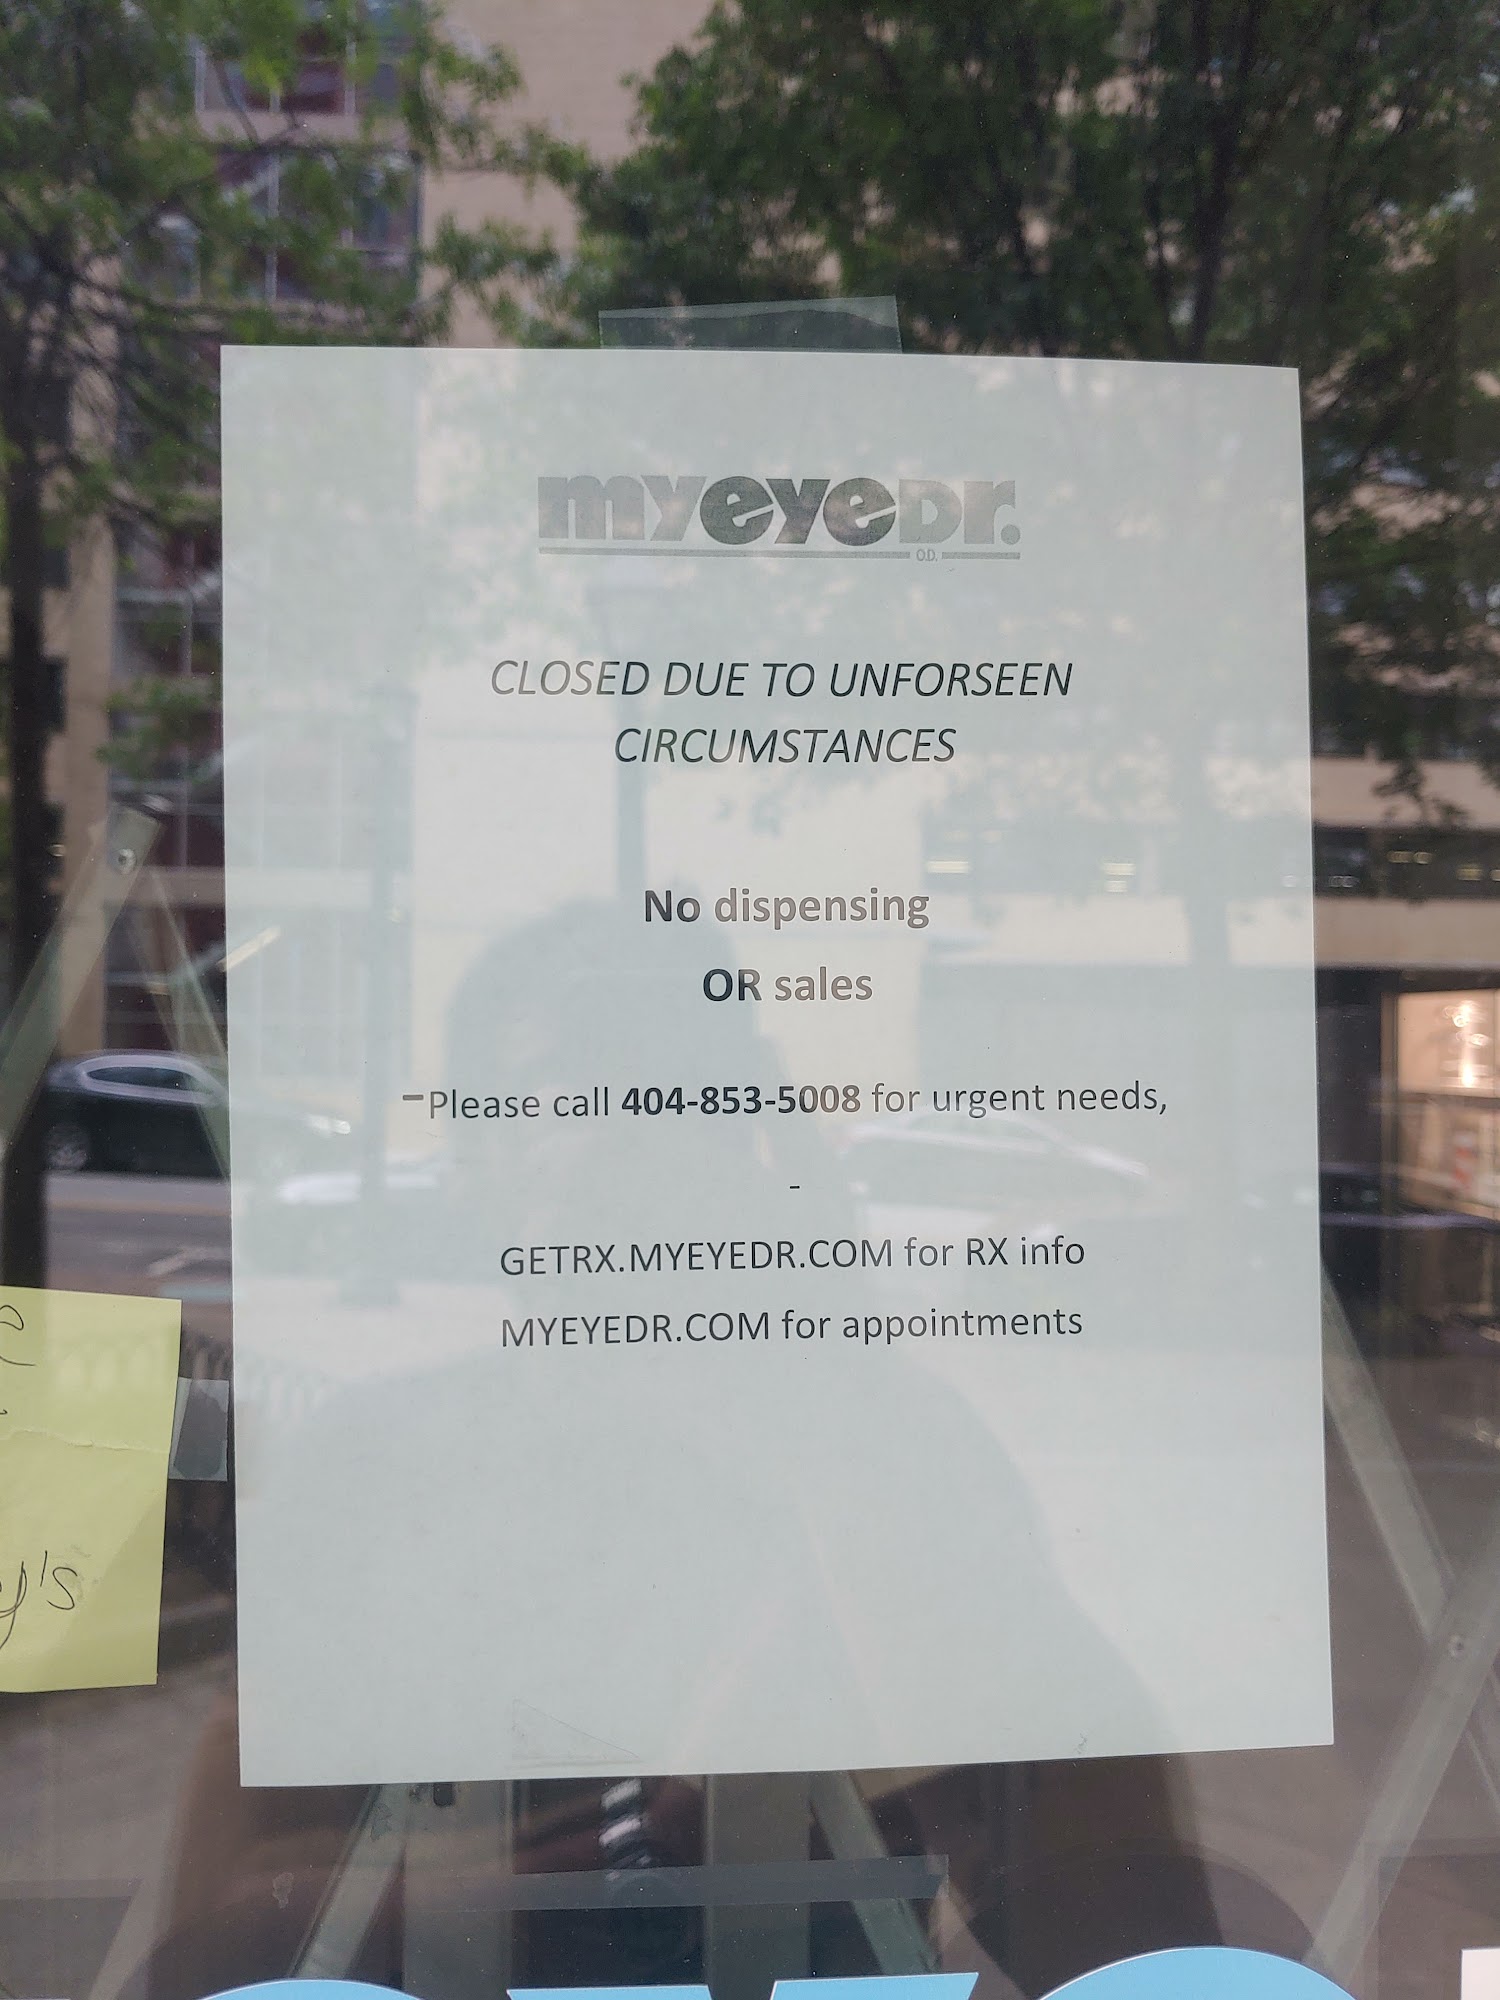 myeyeDr.
O.D.
CLOSED DUE TO UNFORSEEN
CIRCUMSTANCES
No dispensing
OR sales
-Please call 404-853-5008 for urgent needs,
-
GETRX.MYEYEDR.COM for RX info
MYEYEDR.COM for appointments